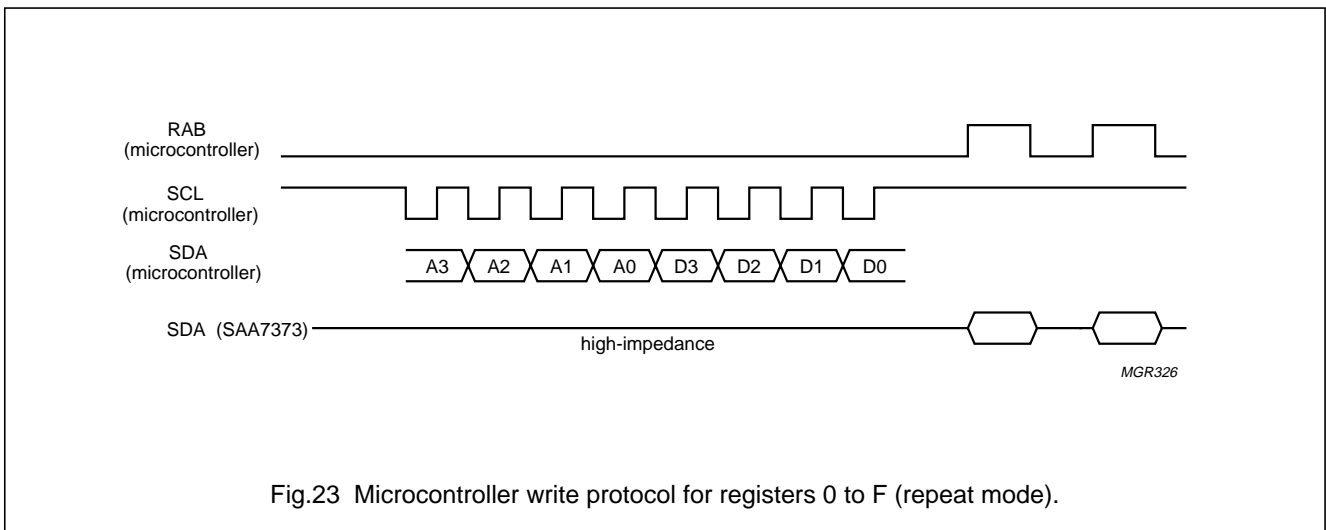 RAB
(microcontroller)
SCL
(microcontroller)
SDA
(microcontroller)
A3 A2 A1 A0 D3 D2 D1 D0
SDA (SAA7373)
high-impedance
MGR326
Fig.23 Microcontroller write protocol for registers 0 to F (repeat mode).